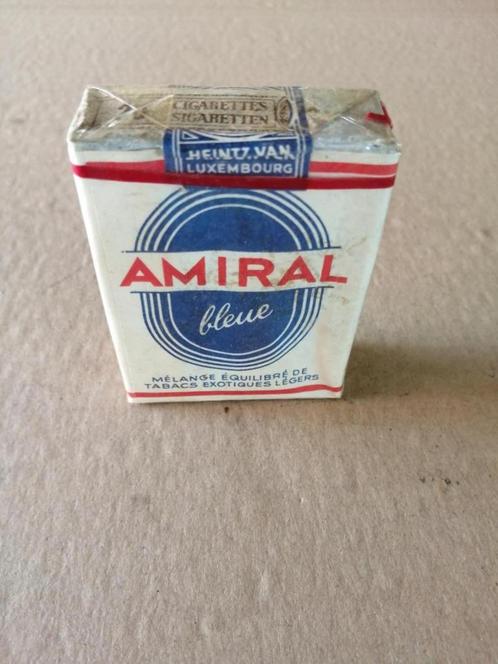 CIGARETTES
SIGARETTEN
HEINTZ.VAN
LUXEMBOURG
AMIRAL
bleue
MÉLANGE ÉQUILIBRÉ DE
TABACS EXOTIQUES LÉGERS